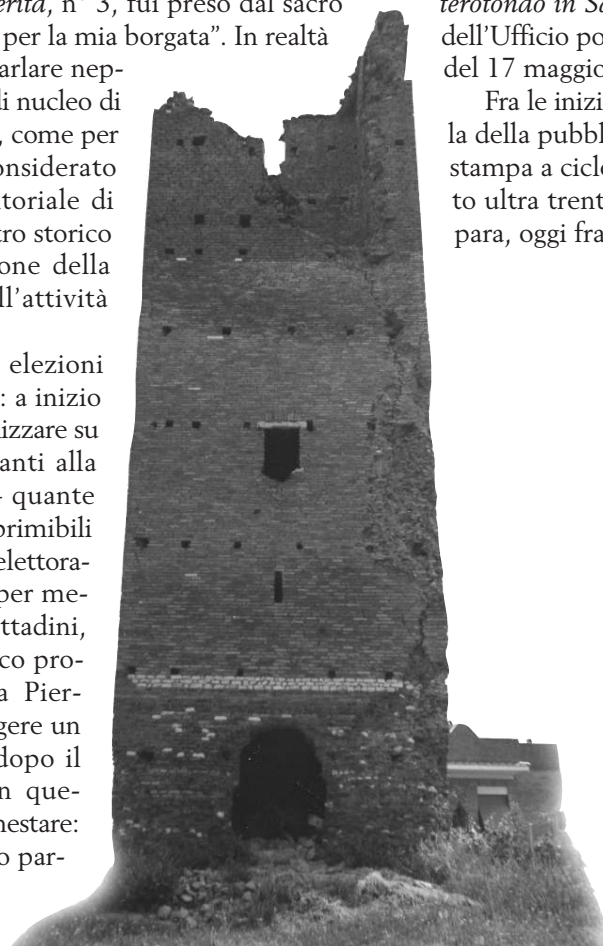 erità, n° 3, fui preso dal sacro
per la mia borgata”. In realtà
arlare nep-
di nucleo di
, come per
onsiderato
toriale di
tro storico
one della
ll’attività
elezioni
: a inizio
izzare su
anti alla
quante
primibili
elettora-
per me-
ttadini,
co pro-
a Pier-
gere un
dopo il
n que-
nestare:
o par-
terotondo in Sa
dell’Ufficio po
del 17 maggio
Fra le inizi
la della pubbl
stampa a ciclo
to ultra trent
para, oggi fra